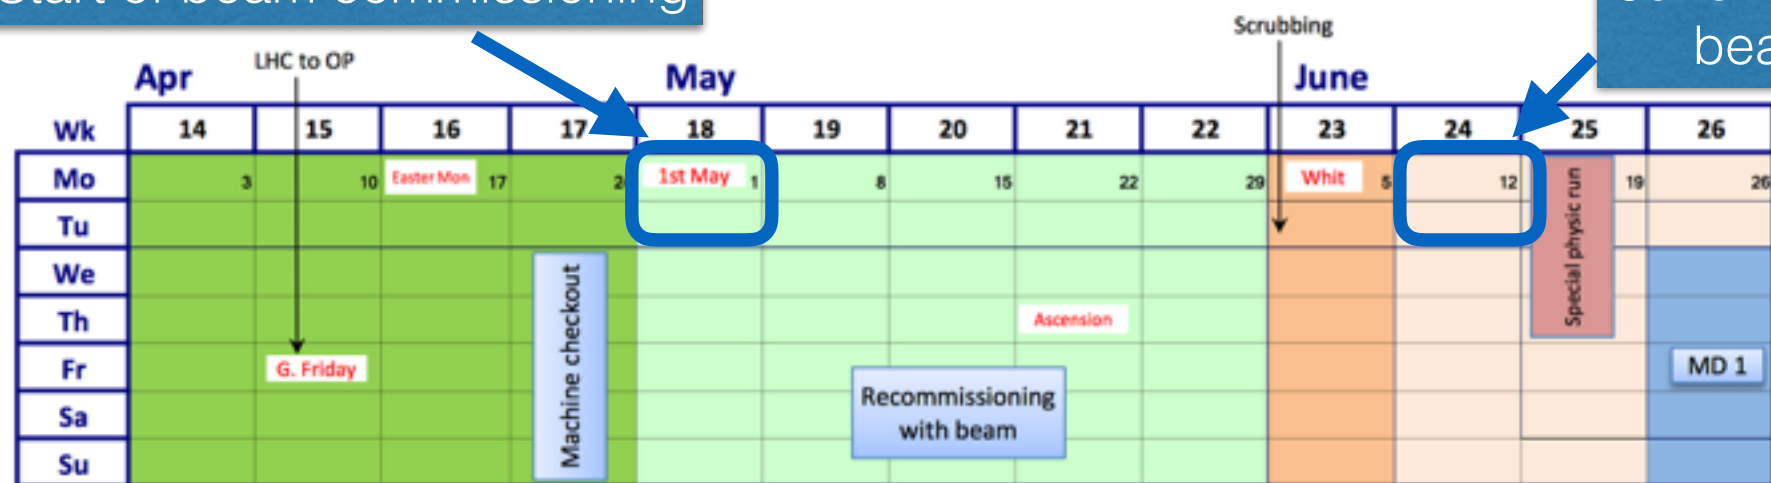 Start of beam commissioning
bea
Scrubbing
LHC to OP
Apr May June
Wk 14 15 16 17 18 19 20 21 22 23 24 25 26
Mo 3 10 Easter Mon 17 1st May 1 8 15 22 29 Whit 5 12 19 26
Tu
We
Th Ascension
Fr G. Friday MD 1
Sa
Su
Machine checkout
Recommissioning
with beam
Special physic run